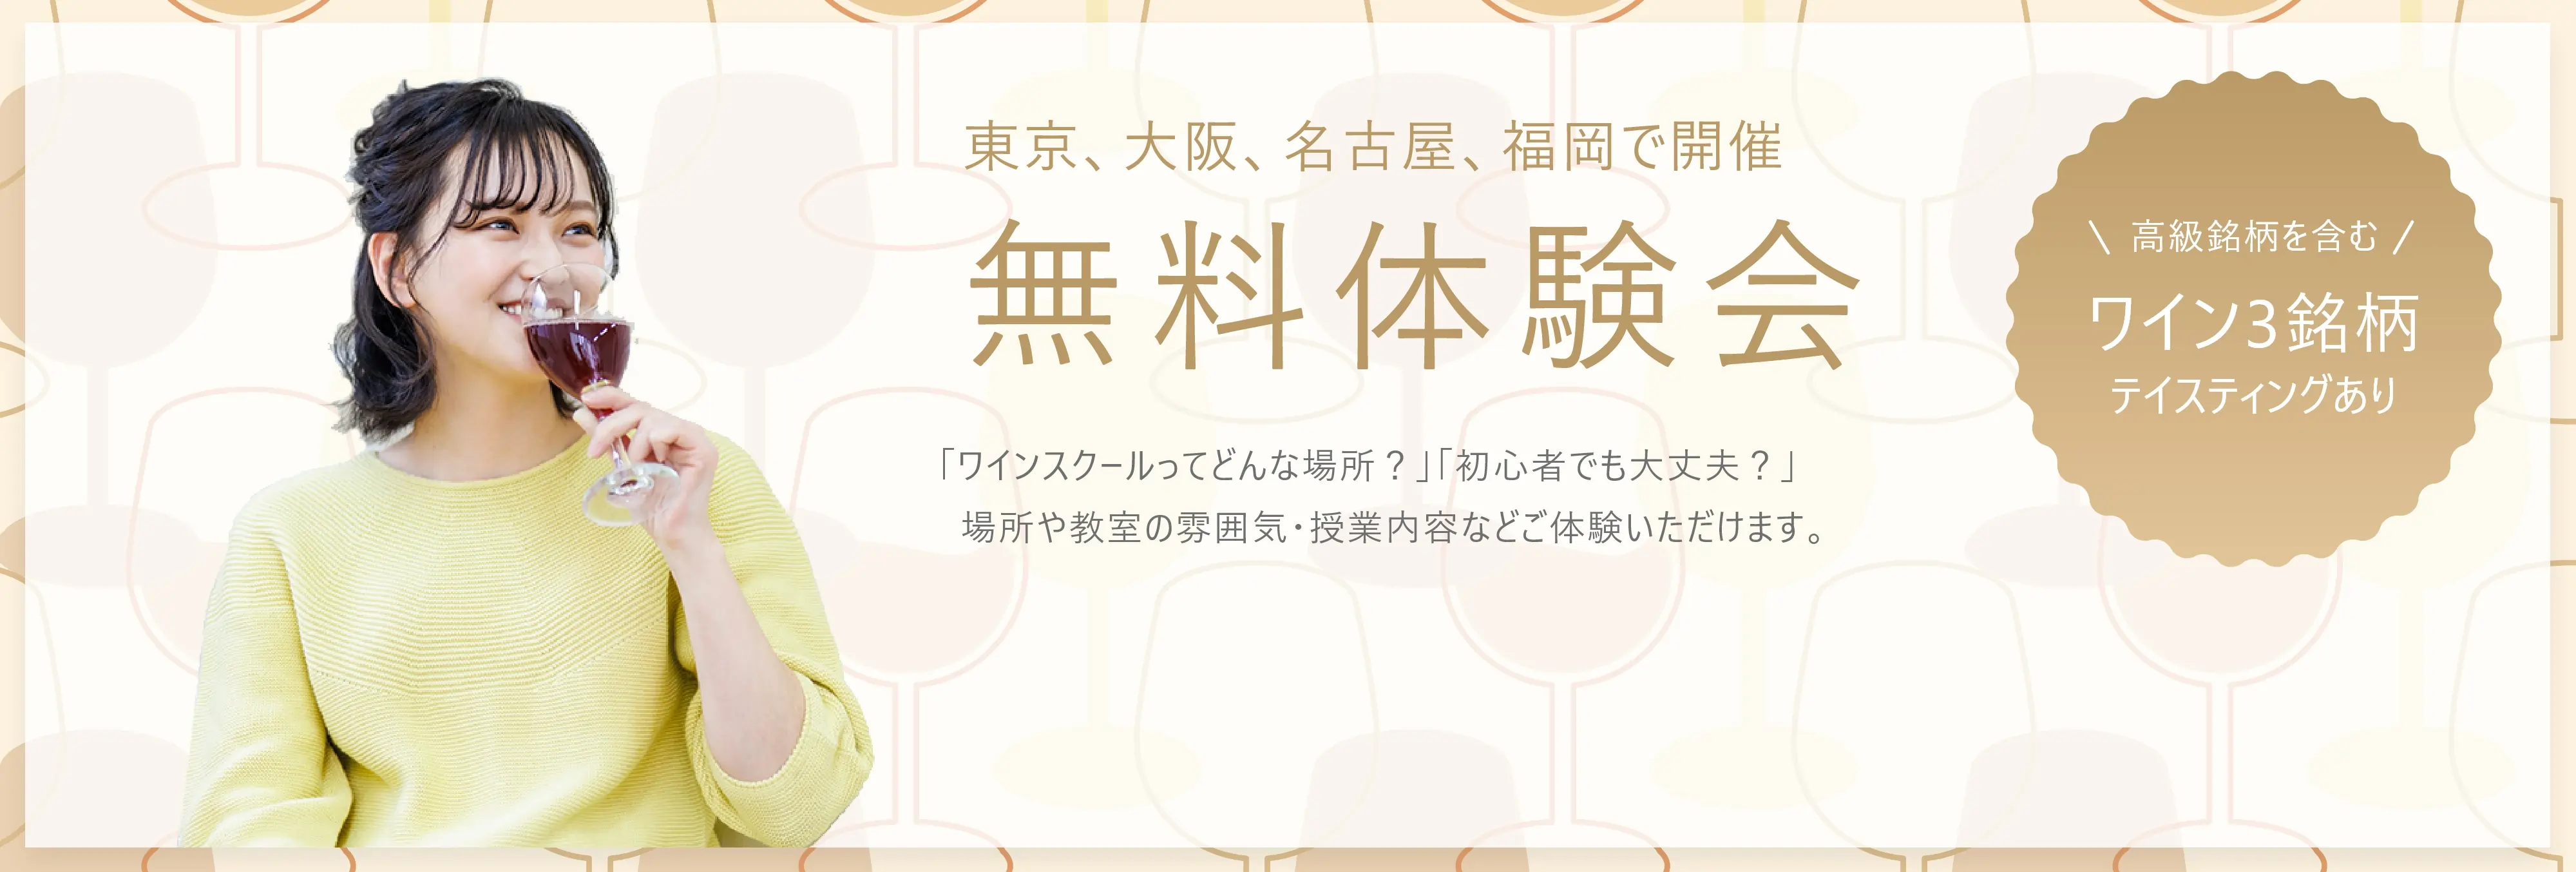 東京、大阪、名古屋、福岡で開催
無料体験会
「ワインスクールってどんな場所？」「初心者でも大丈夫？」
場所や教室の雰囲気・授業内容などご体験いただけます。
\ 高級銘柄を含む /
ワイン3銘柄
テイスティングあり